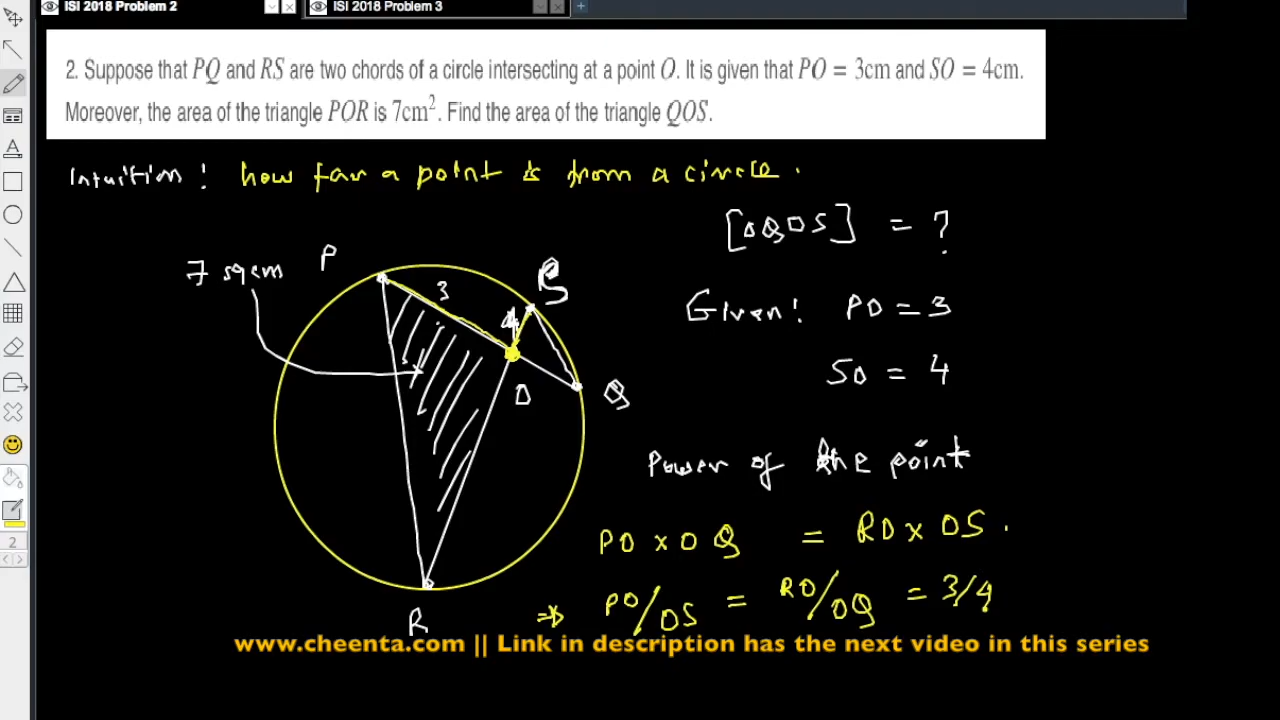 ISI 2018 Problem 2
ISI 2018 Problem 3
2. Suppose that PQ and RS are two chords of a circle intersecting at a point O. It is given that PO = 3cm and SO = 4cm.
Moreover, the area of the triangle POR is 7cm². Find the area of the triangle QOS.
Intuition! how far a point is from a circle.
[ΔQOS] = ?
7 sqcm
P
3
S
4
O
Q
R
Given! PO = 3
SO = 4
Power of the point
PO × OQ = RO × OS.
⇒ PO/OS = RO/OQ = 3/4
www.cheenta.com || Link in description has the next video in this series
A
2